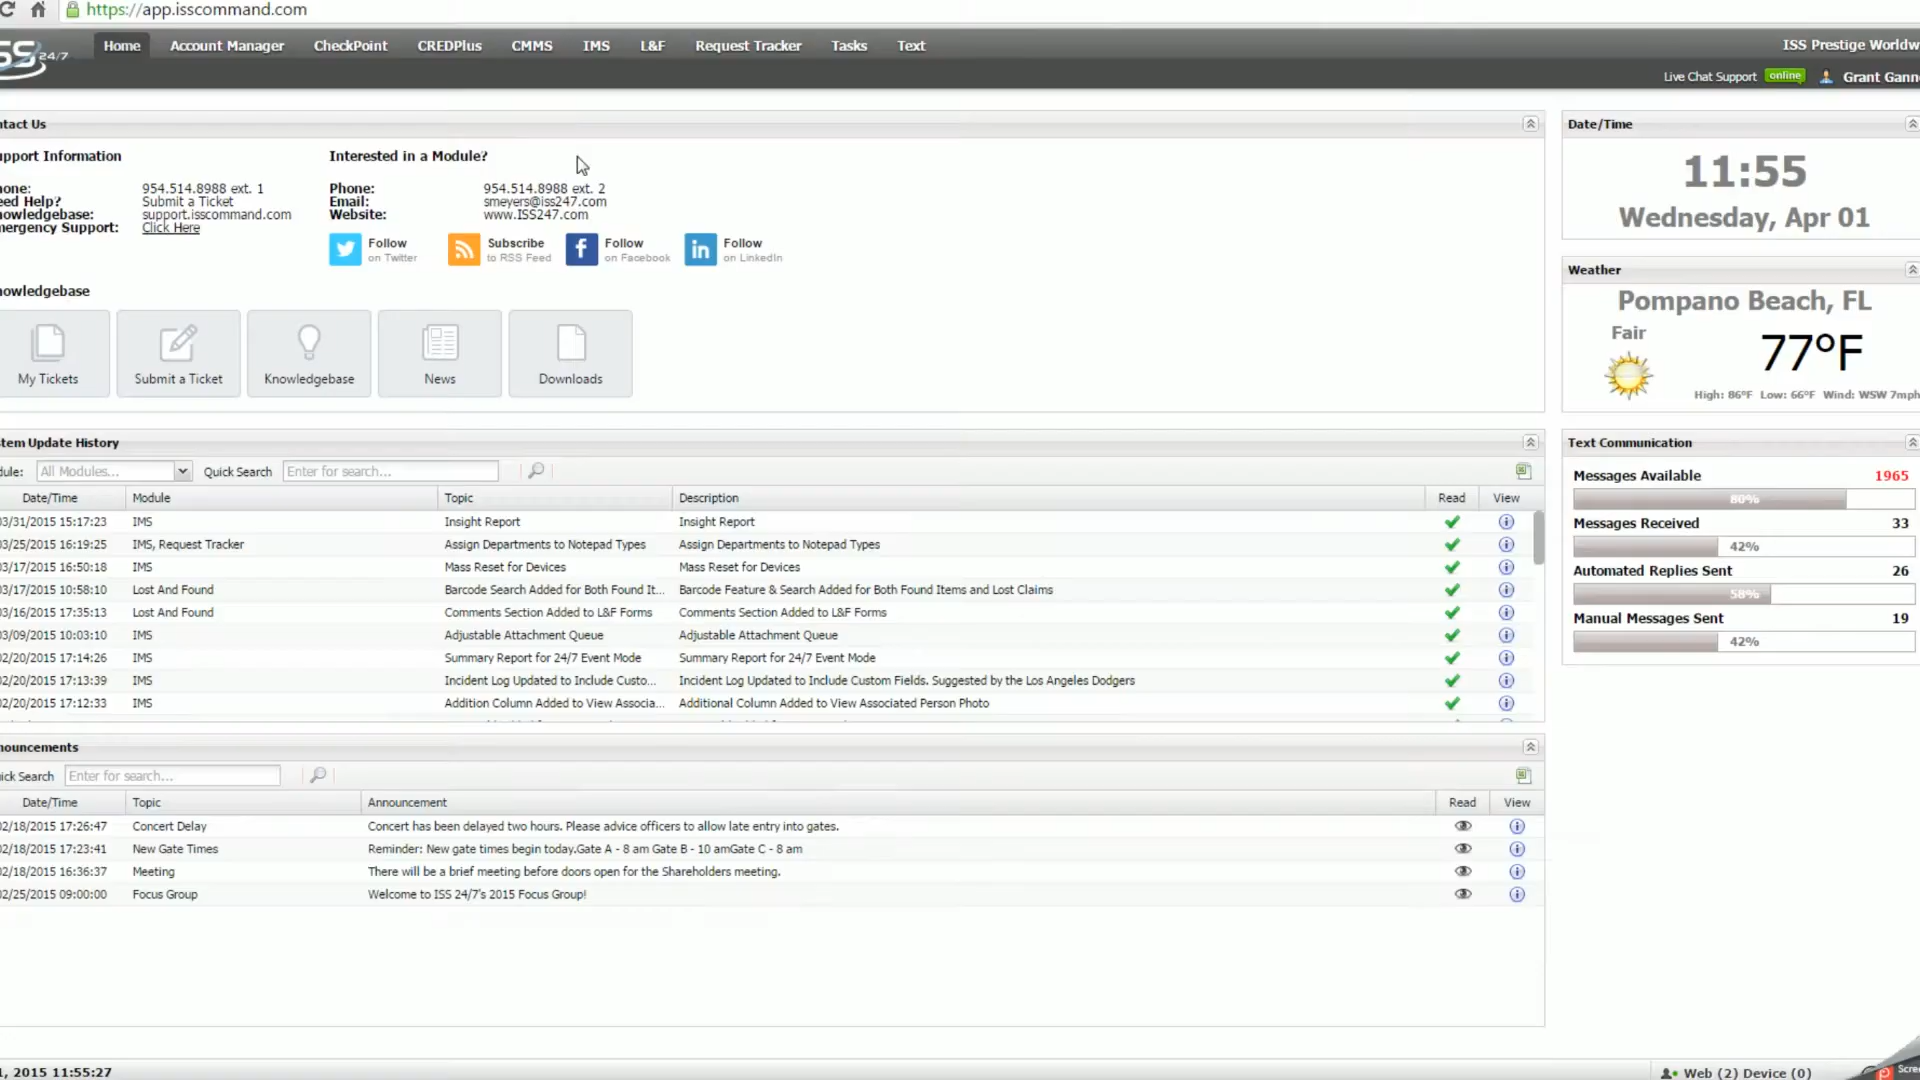 https://app.isscommand.com
24/7
Home Account Manager CheckPoint CREDPlus CMMS IMS L&F Request Tracker Tasks Text
ISS Prestige Worldw
Live Chat Support online Grant Gann
ntact Us
upport Information
one: 954.514.8988 ext. 1
eed Help? Submit a Ticket
nowledgebase: support.isscommand.com
mergency Support: Click Here
Interested in a Module?
Phone: 954.514.8988 ext. 2
Email: smeyers@iss247.com
Website: www.ISS247.com
Follow on Twitter
Subscribe to RSS Feed
Follow on Facebook
Follow on LinkedIn
nowledgebase
My Tickets
Submit a Ticket
Knowledgebase
News
Downloads
Date/Time
11:55
Wednesday, Apr 01
Weather
Pompano Beach, FL
Fair
77°F
High: 86°F Low: 66°F Wind: WSW 7mph
stem Update History
dule: All Modules... Quick Search Enter for search...
Date/Time Module Topic Description Read View
03/31/2015 15:17:23 IMS Insight Report Insight Report
03/25/2015 16:19:25 IMS, Request Tracker Assign Departments to Notepad Types Assign Departments to Notepad Types
03/17/2015 16:50:18 IMS Mass Reset for Devices Mass Reset for Devices
03/17/2015 10:58:10 Lost And Found Barcode Search Added for Both Found It... Barcode Feature & Search Added for Both Found Items and Lost Claims
03/16/2015 17:35:13 Lost And Found Comments Section Added to L&F Forms Comments Section Added to L&F Forms
03/09/2015 10:03:10 IMS Adjustable Attachment Queue Adjustable Attachment Queue
02/20/2015 17:14:26 IMS Summary Report for 24/7 Event Mode Summary Report for 24/7 Event Mode
02/20/2015 17:13:39 IMS Incident Log Updated to Include Custo... Incident Log Updated to Include Custom Fields. Suggested by the Los Angeles Dodgers
02/20/2015 17:12:33 IMS Addition Column Added to View Associa... Additional Column Added to View Associated Person Photo
Text Communication
Messages Available 1965
80%
Messages Received 33
42%
Automated Replies Sent 26
58%
Manual Messages Sent 19
42%
nouncements
ick Search Enter for search...
Date/Time Topic Announcement Read View
02/18/2015 17:26:47 Concert Delay Concert has been delayed two hours. Please advice officers to allow late entry into gates.
02/18/2015 17:23:41 New Gate Times Reminder: New gate times begin today.Gate A - 8 am Gate B - 10 amGate C - 8 am
02/18/2015 16:36:37 Meeting There will be a brief meeting before doors open for the Shareholders meeting.
02/25/2015 09:00:00 Focus Group Welcome to ISS 24/7's 2015 Focus Group!
1, 2015 11:55:27
Web (2) Device (0)
Scre